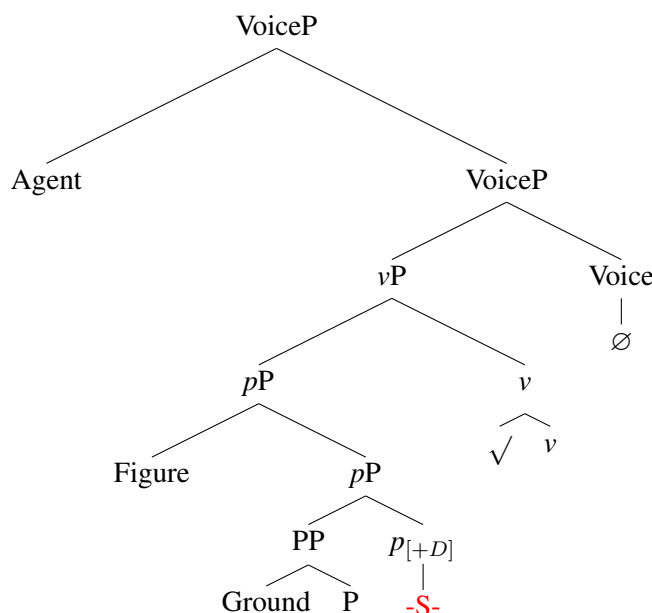 VoiceP
Agent VoiceP
vP Voice
∅
pP v
√ v
Figure pP
PP p[+D]
Ground P -S-